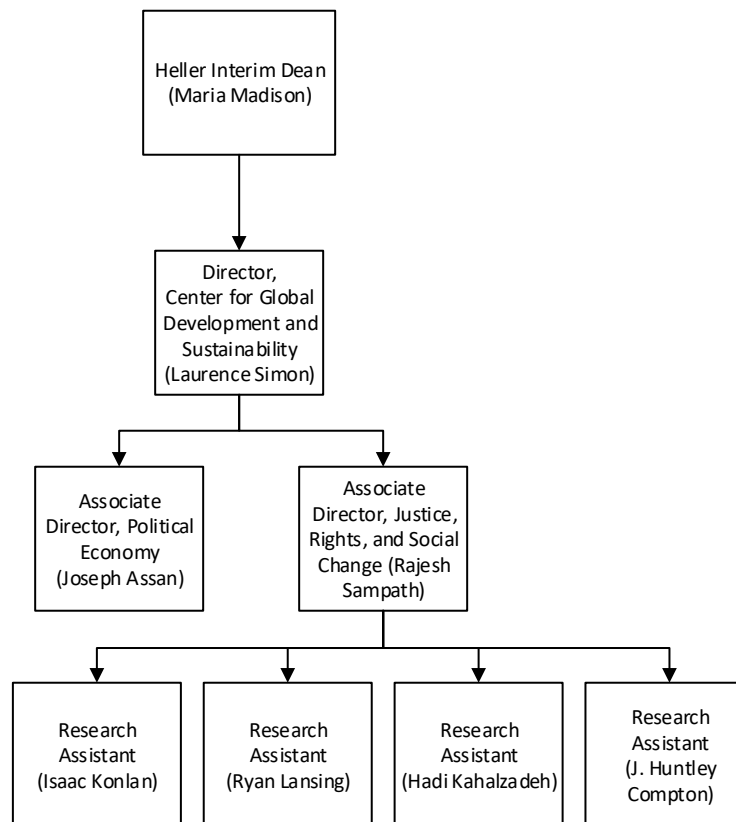 Heller Interim Dean
(Maria Madison)
Director,
Center for Global
Development and
Sustainability
(Laurence Simon)
Associate
Director, Political
Economy
(Joseph Assan)
Associate
Director, Justice,
Rights, and Social
Change (Rajesh
Sampath)
Research
Assistant
(Isaac Konlan)
Research
Assistant
(Ryan Lansing)
Research
Assistant
(Hadi Kahalzadeh)
Research
Assistant
(J. Huntley
Compton)